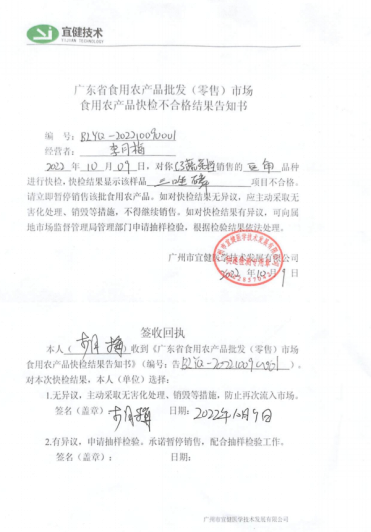 宜健技术
YIJIAN TECHNOLOGY
广东省食用农产品批发（零售）市场
食用农产品快检不合格结果告知书
编 号：
经营者：李月梅
2022 年 10 月 09 日，对你 销售的 豆角 品种
进行快检，快检结果显示该样品 三唑磷 项目不合格。
请立即暂停销售该批食用农产品。如对快检结果无异议，应主动采取无
害化处理、销毁等措施，不得继续销售。如对快检结果有异议，可向属
地市场监督管理局管理部门申请抽样检验，根据检验结果依法处理。
广州市宜健医学技术发展有限公司
2022 年 10 月 9 日
签收回执
本人（ 月梅 ）收到《广东省食用农产品批发（零售）市场
食用农产品快检结果告知书》（编号：告 ）。
对本次快检结果，本人（单位）选择：
1.无异议，主动采取无害化处理、销毁等措施，防止再次流入市场。
签名（盖章） 月梅 日期：2022年10月9日
2.有异议，申请抽样检验。承诺暂停销售，配合抽样检验工作。
签名（盖章）： 日期：
广州市宜健医学技术发展有限公司